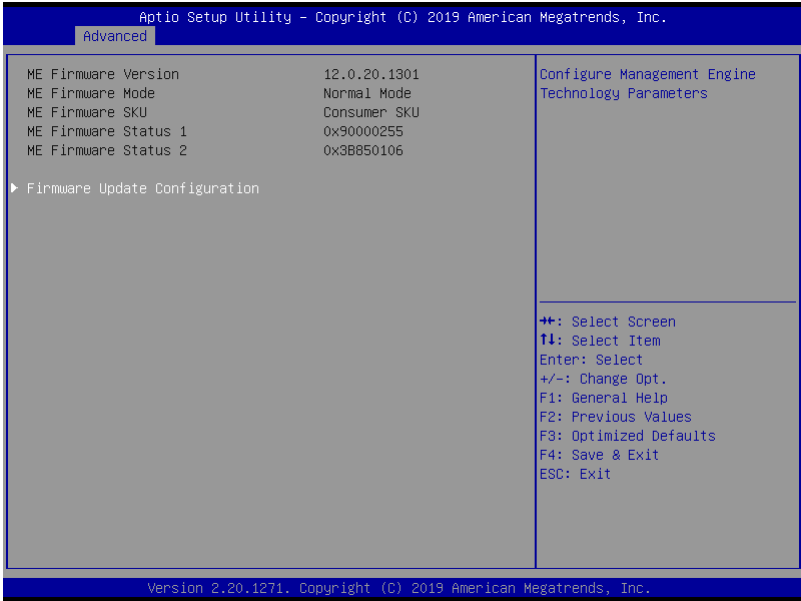 Aptio Setup Utility – Copyright (C) 2019 American Megatrends, Inc.
Advanced
ME Firmware Version 12.0.20.1301
ME Firmware Mode Normal Mode
ME Firmware SKU Consumer SKU
ME Firmware Status 1 0x90000255
ME Firmware Status 2 0x3B850106
▶ Firmware Update Configuration
Configure Management Engine
Technology Parameters
→←: Select Screen
↑↓: Select Item
Enter: Select
+/-: Change Opt.
F1: General Help
F2: Previous Values
F3: Optimized Defaults
F4: Save & Exit
ESC: Exit
Version 2.20.1271. Copyright (C) 2019 American Megatrends, Inc.